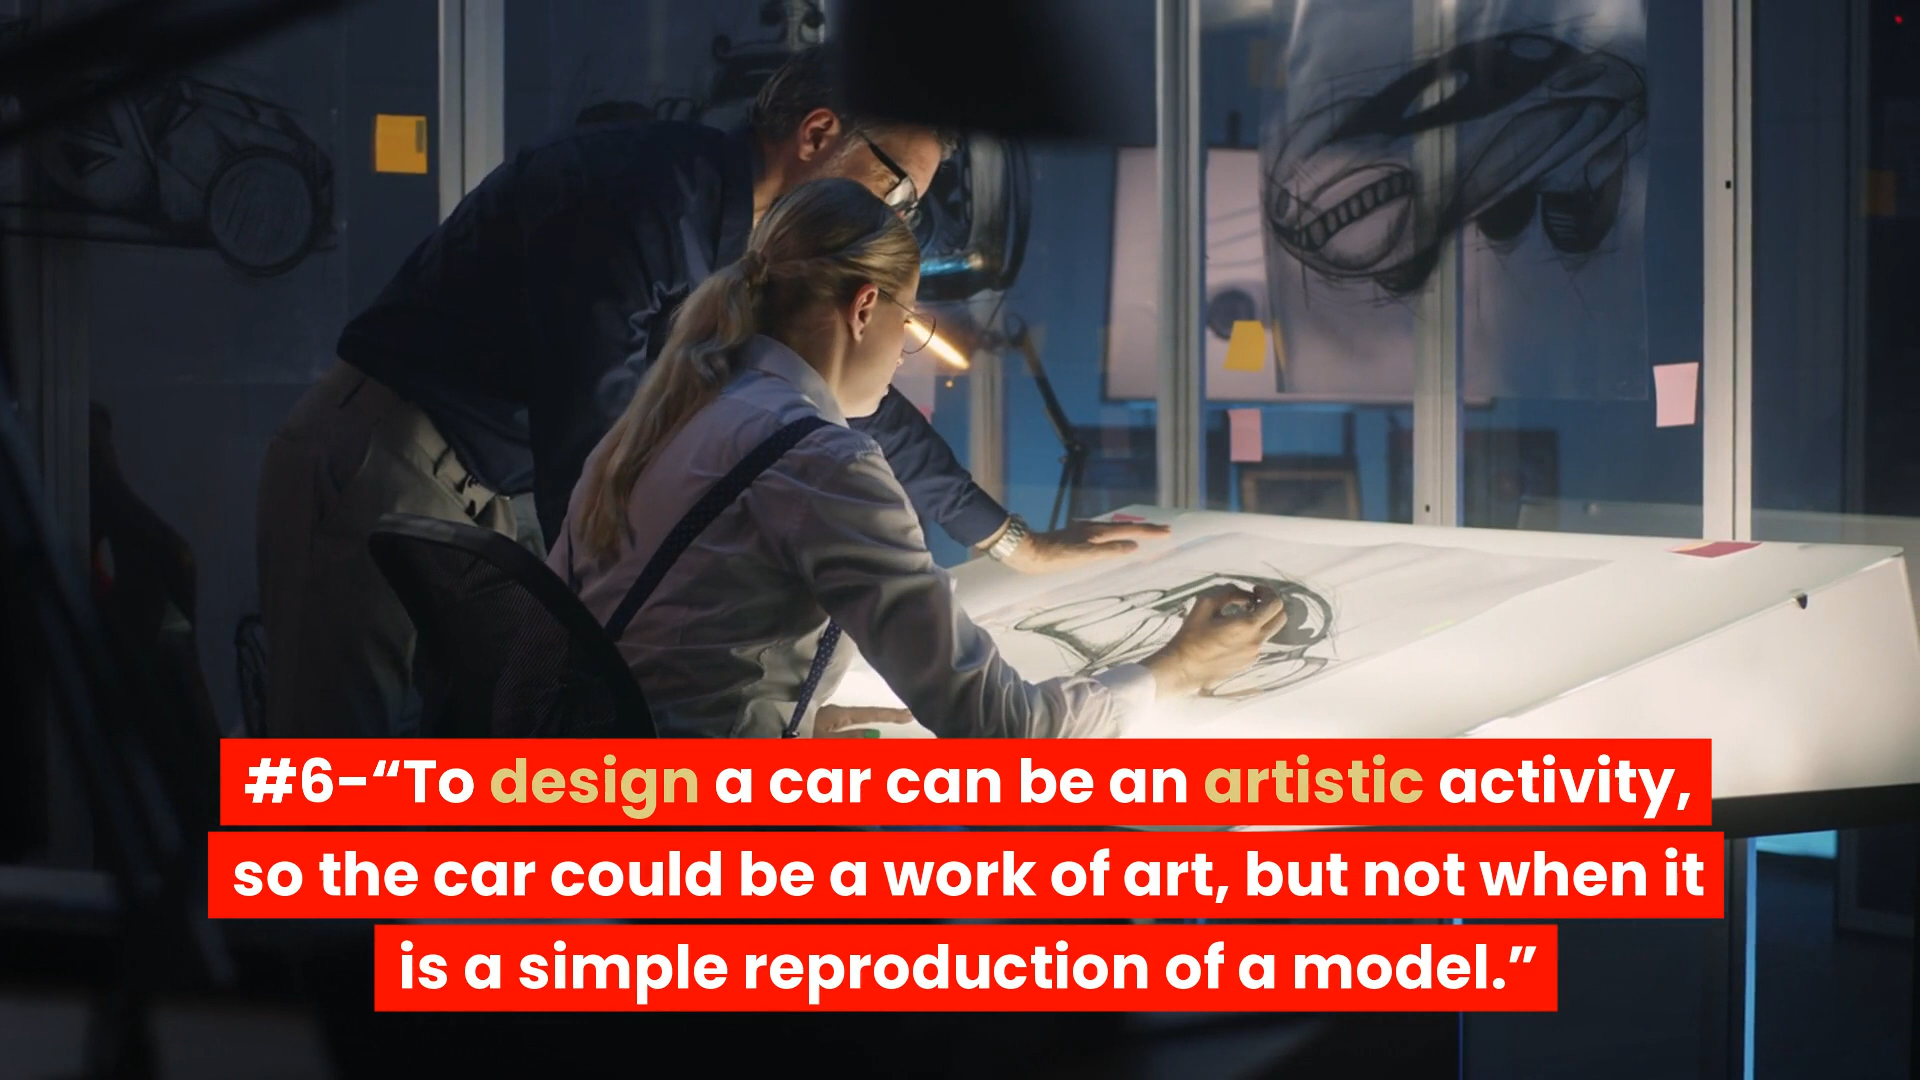 #6-“To design a car can be an artistic activity,
so the car could be a work of art, but not when it
is a simple reproduction of a model.”